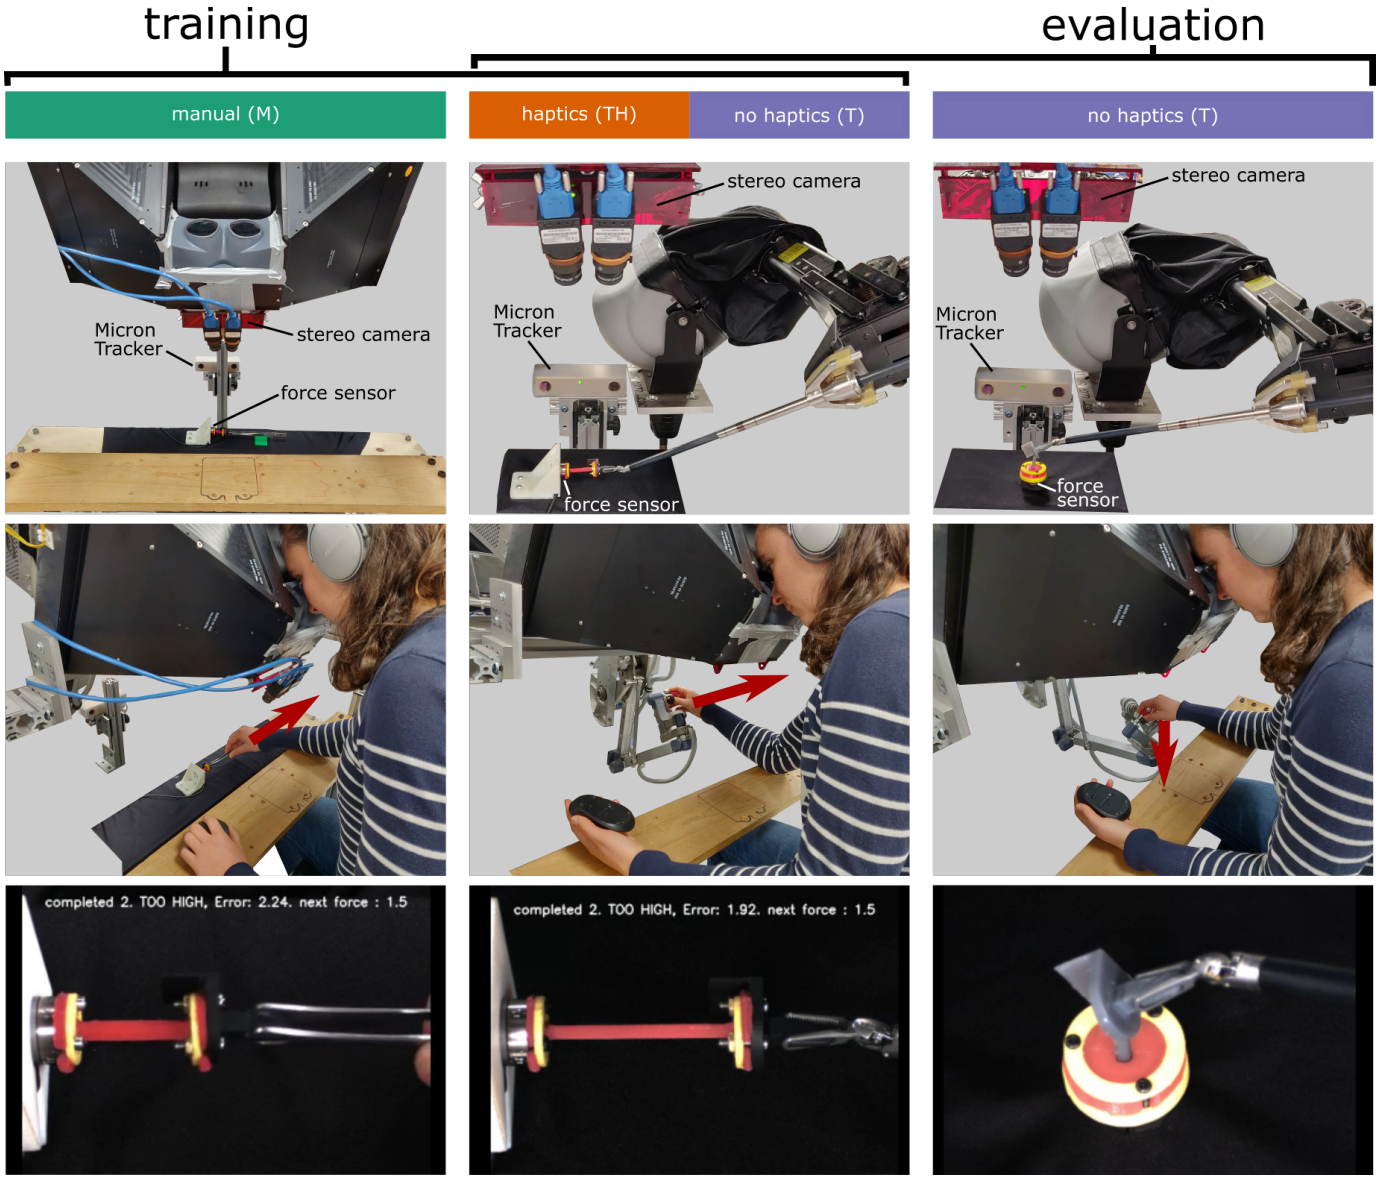 training
evaluation
manual (M)
haptics (TH)
no haptics (T)
no haptics (T)
Micron
Tracker
stereo camera
force sensor
stereo camera
Micron
Tracker
force sensor
stereo camera
Micron
Tracker
force
sensor
completed 2. TOO HIGH, Error: 2.24. next force : 1.5
completed 2. TOO HIGH, Error: 1.92. next force : 1.5